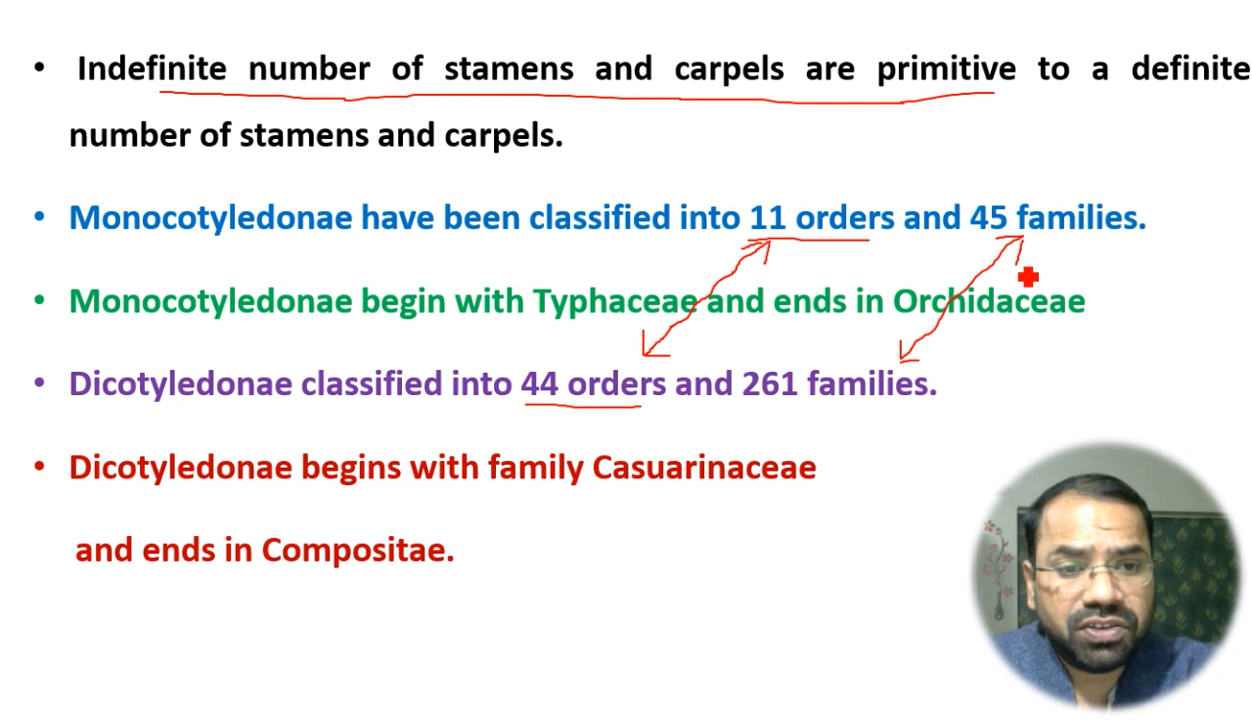 • Indefinite number of stamens and carpels are primitive to a definite
number of stamens and carpels.
• Monocotyledonae have been classified into 11 orders and 45 families.
• Monocotyledonae begin with Typhaceae and ends in Orchidaceae
• Dicotyledonae classified into 44 orders and 261 families.
• Dicotyledonae begins with family Casuarinaceae
and ends in Compositae.